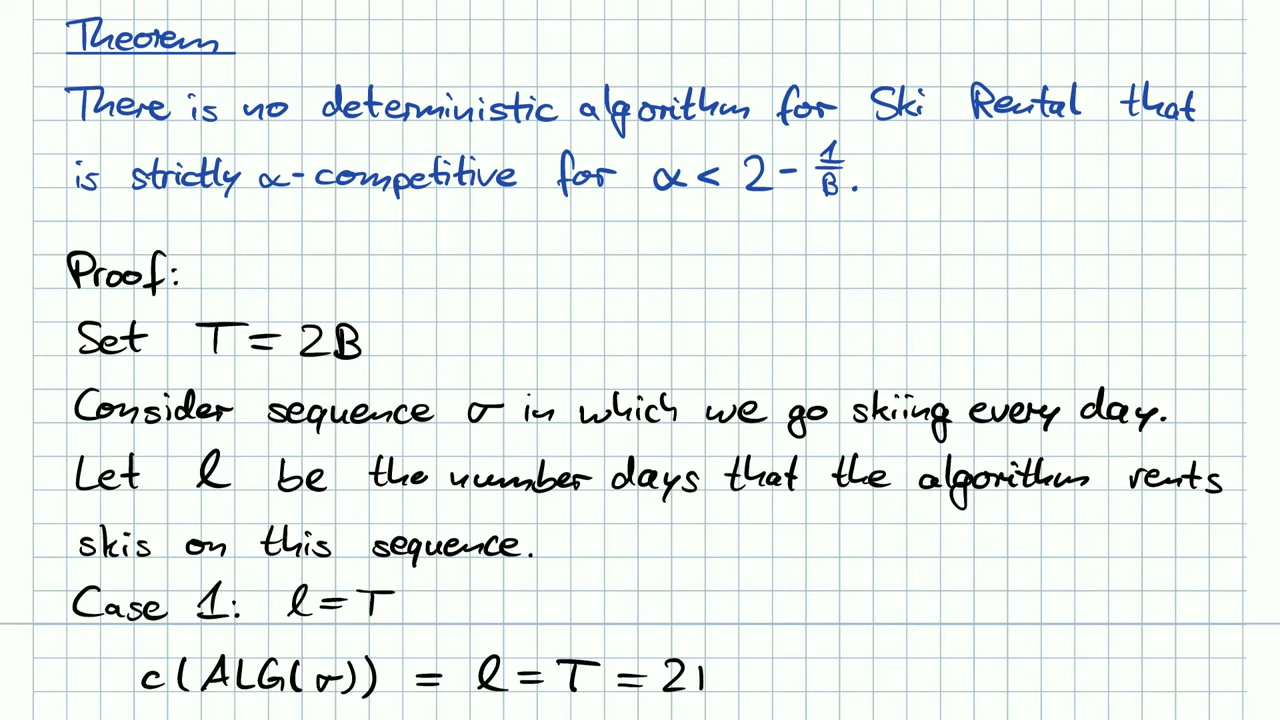 Theorem
There is no deterministic algorithm for Ski Rental that
is strictly α-competitive for α < 2 - 1/B.
Proof:
Set T = 2B
Consider sequence σ in which we go skiing every day.
Let l be the number days that the algorithm rents
skis on this sequence.
Case 1: l = T
c(ALG(σ)) = l = T = 2